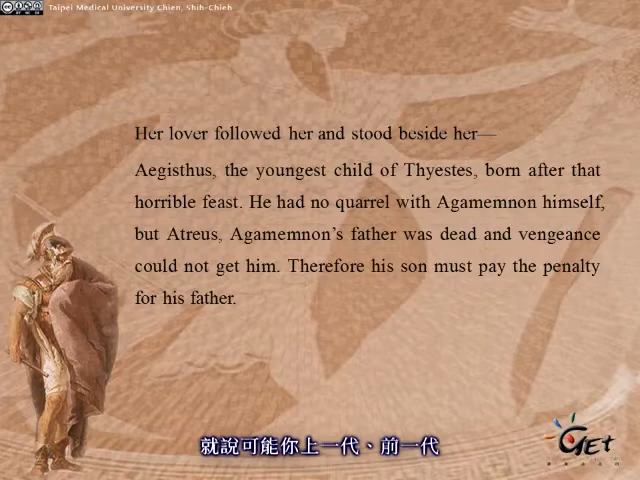 Taipei Medical University Chien, Shih-Chieh
Her lover followed her and stood beside her—
Aegisthus, the youngest child of Thyestes, born after that
horrible feast. He had no quarrel with Agamemnon himself,
but Atreus, Agamemnon’s father was dead and vengeance
could not get him. Therefore his son must pay the penalty
for his father.
就說可能你上一代、前一代
GET